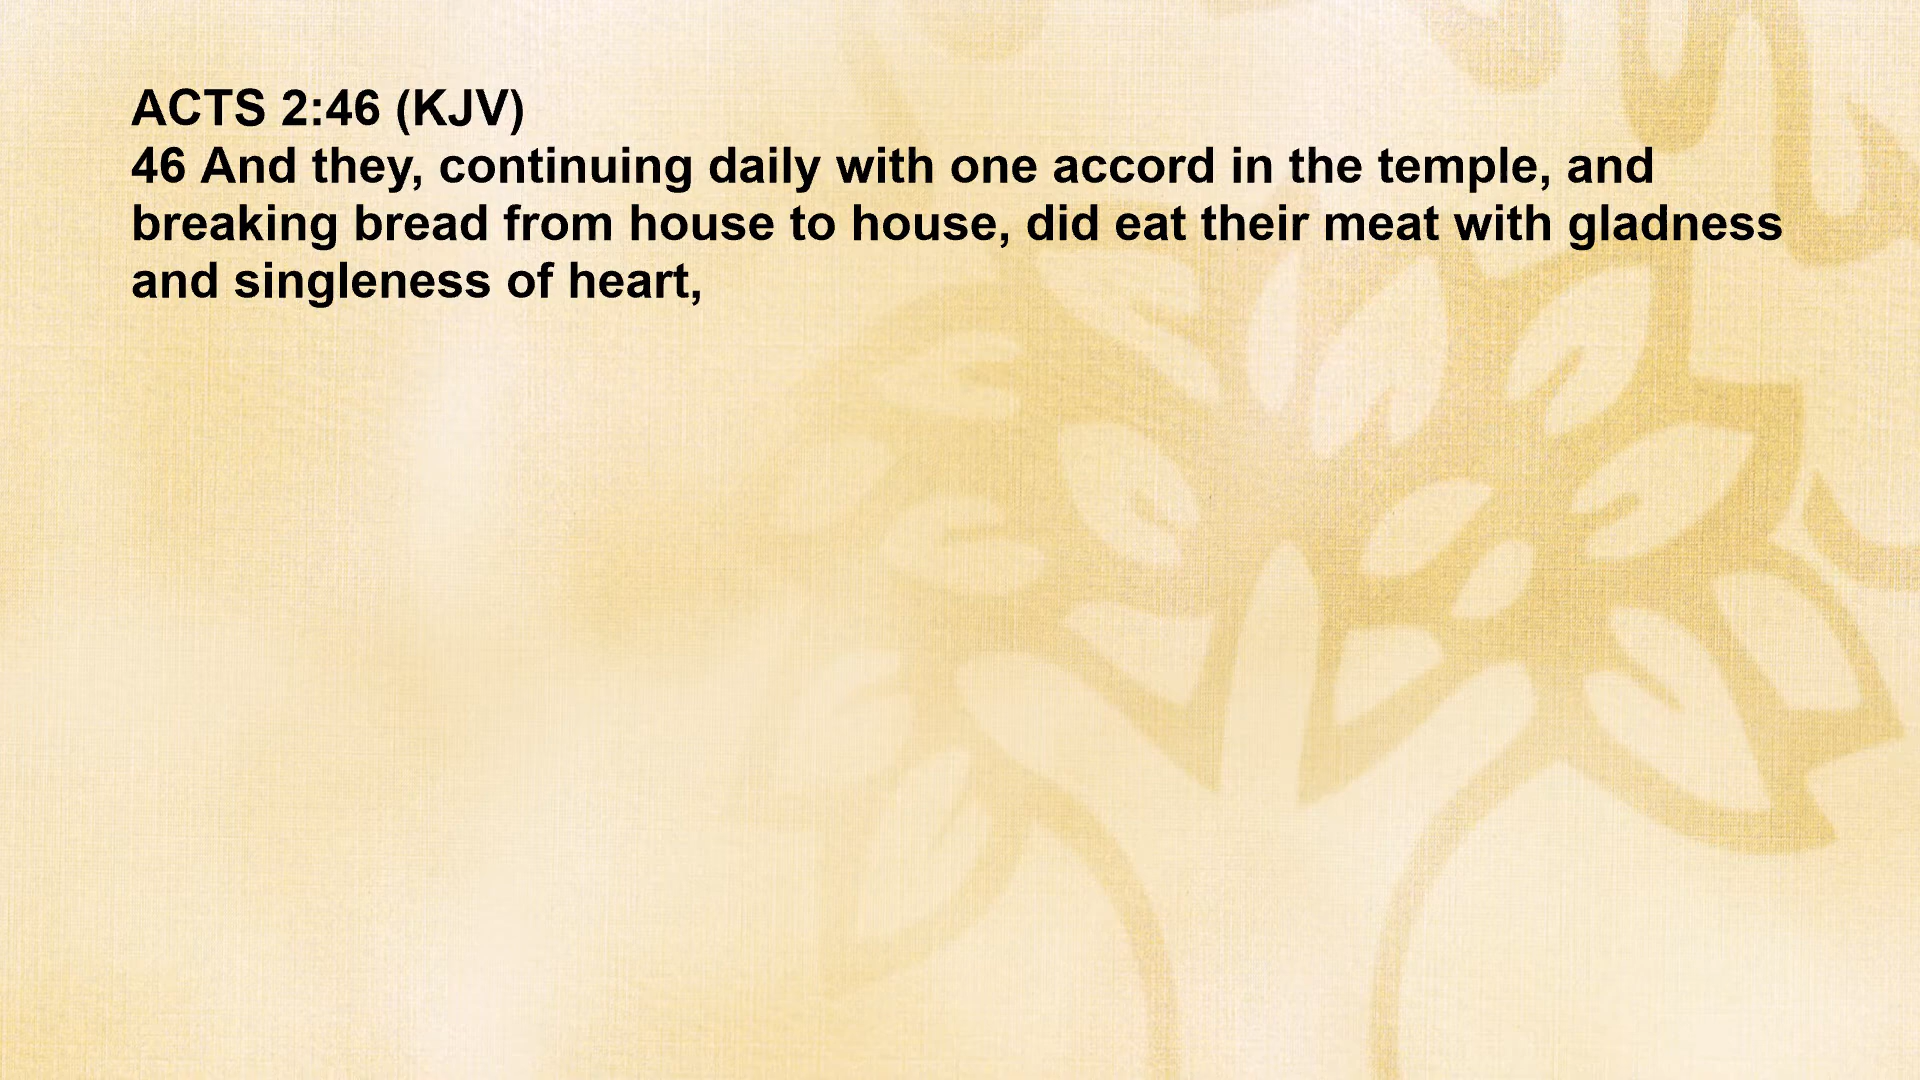 ACTS 2:46 (KJV)
46 And they, continuing daily with one accord in the temple, and
breaking bread from house to house, did eat their meat with gladness
and singleness of heart,